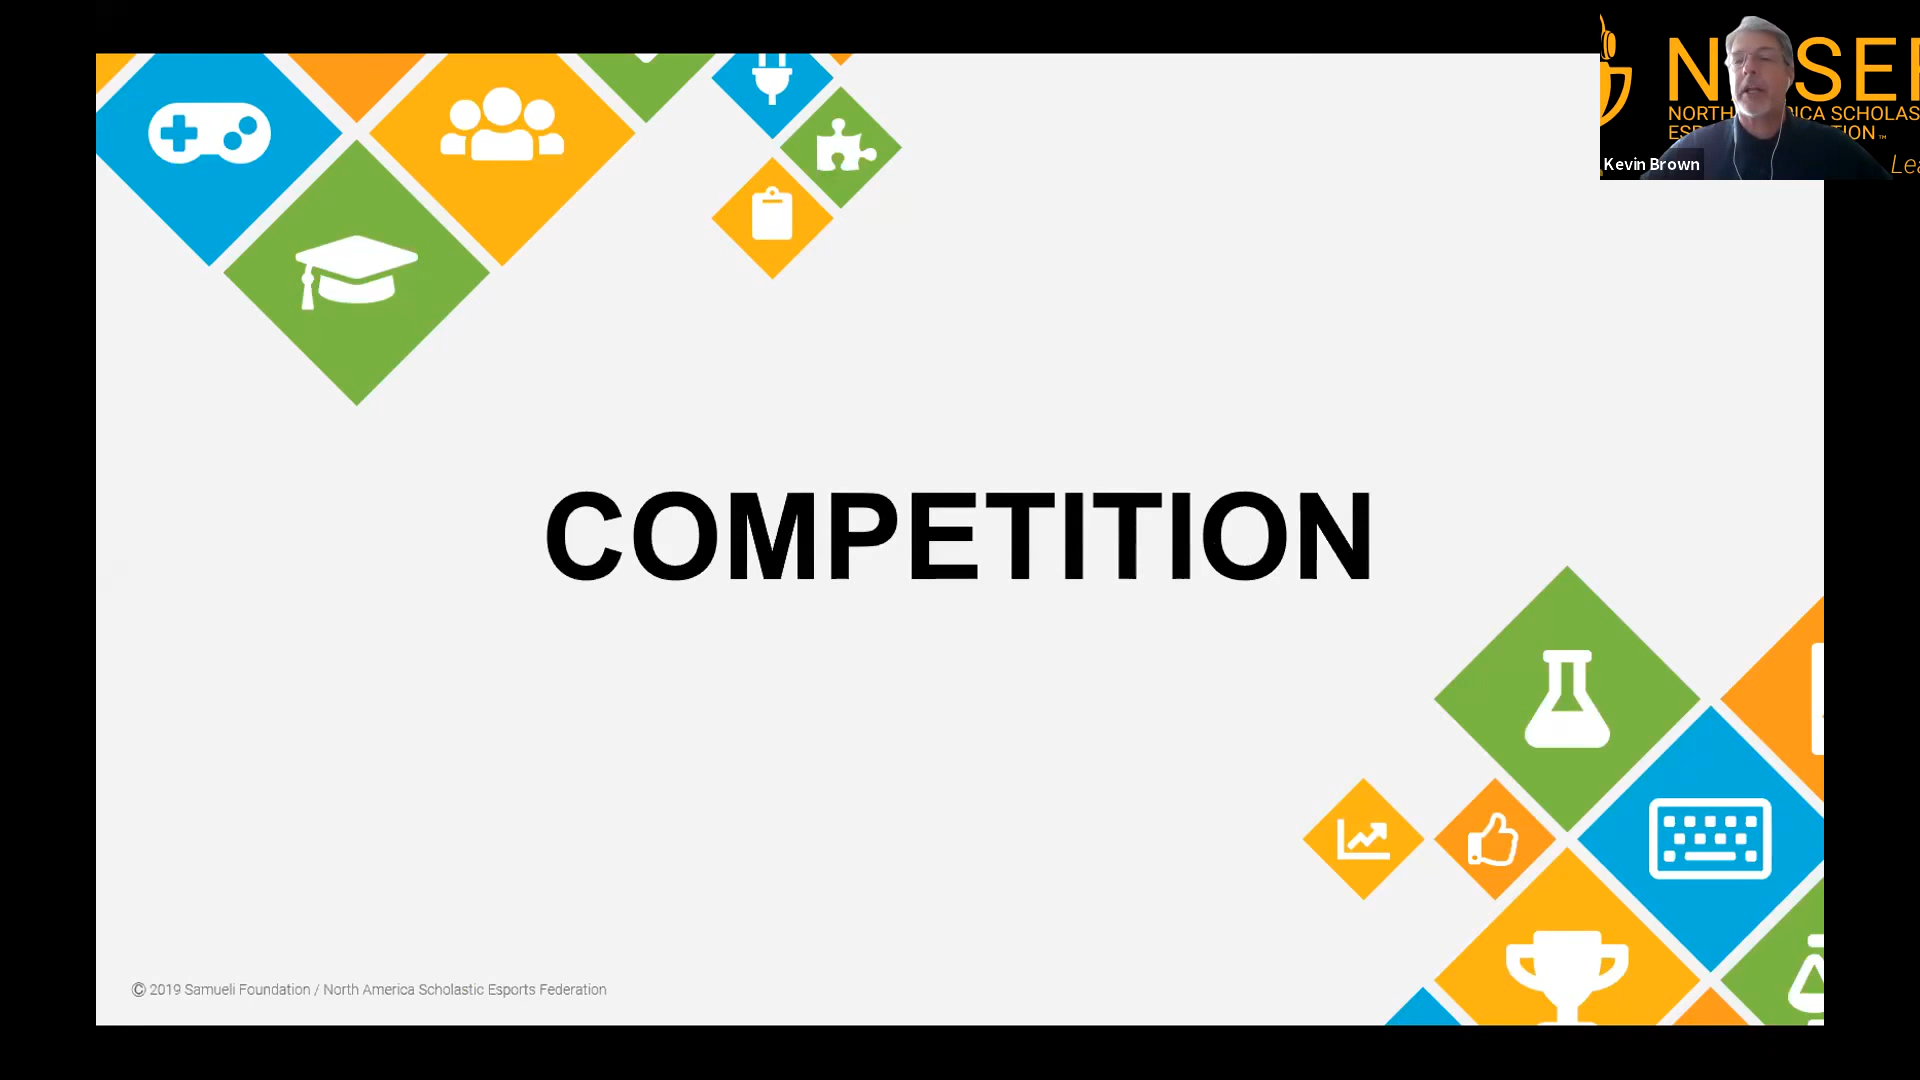 COMPETITION
© 2019 Samueli Foundation / North America Scholastic Esports Federation
Kevin Brown